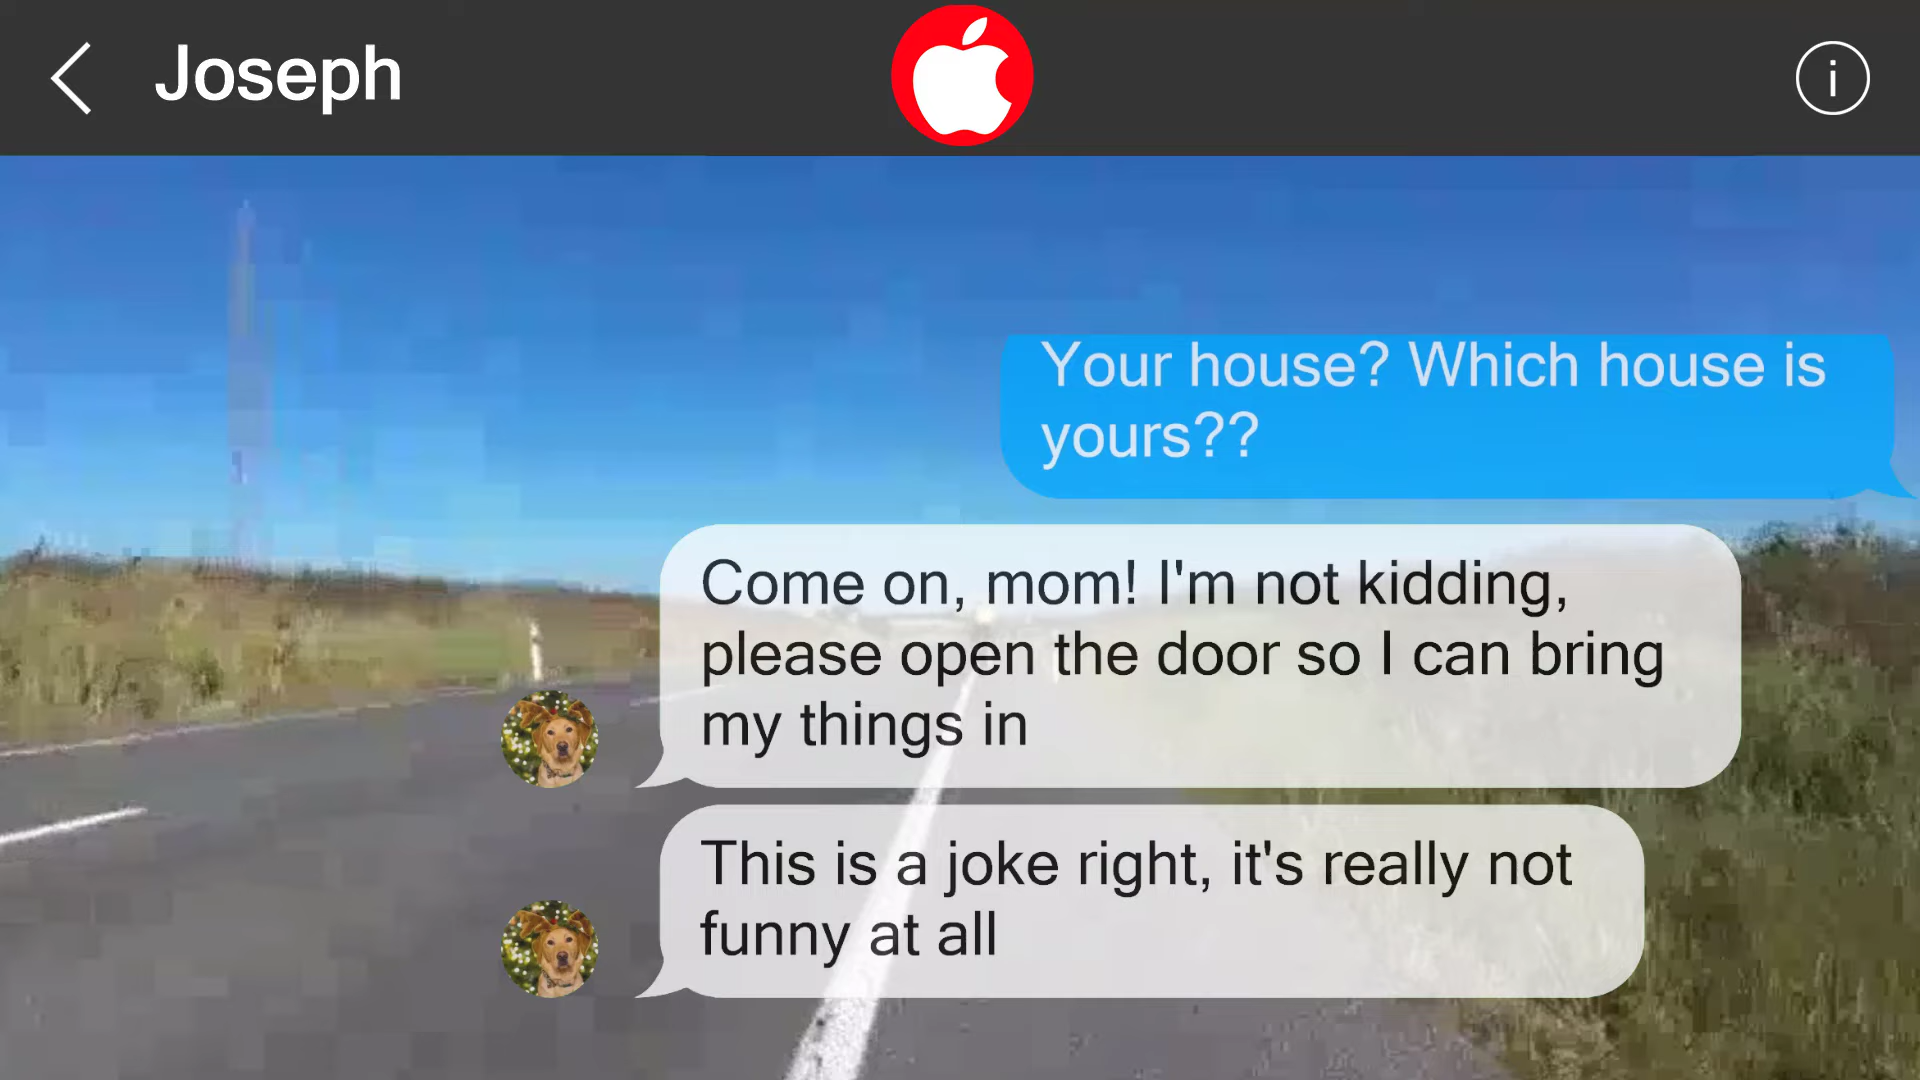 Joseph
i
Your house? Which house is
yours??
Come on, mom! I'm not kidding,
please open the door so I can bring
my things in
This is a joke right, it's really not
funny at all